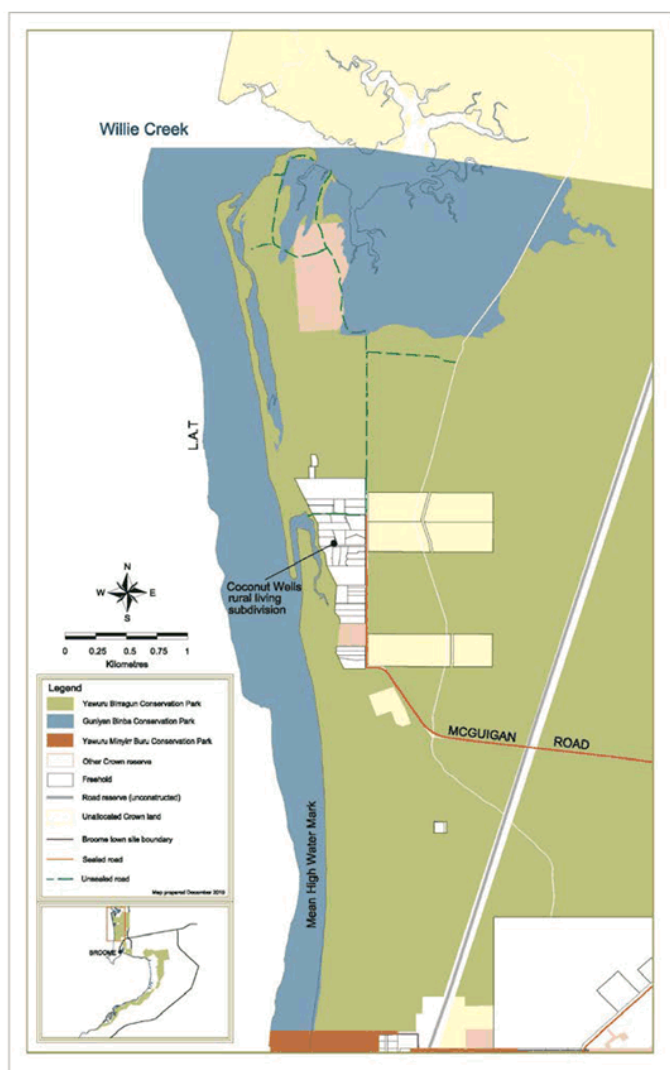 Willie Creek
L.A.T
Coconut Wells
rural living
subdivision
N
W E
S
0 0.25 0.5 0.75 1
Kilometres
MCGUIGAN ROAD
Mean High Water Mark
Legend
Yawuru Birragun Conservation Park
Guniyan Binba Conservation Park
Yawuru Minyirr Buru Conservation Park
Other Crown reserve
Freehold
Road reserve (unconstructed)
Unallocated Crown land
Broome town site boundary
Sealed road
Unsealed road
Map prepared December 2013
BROOME